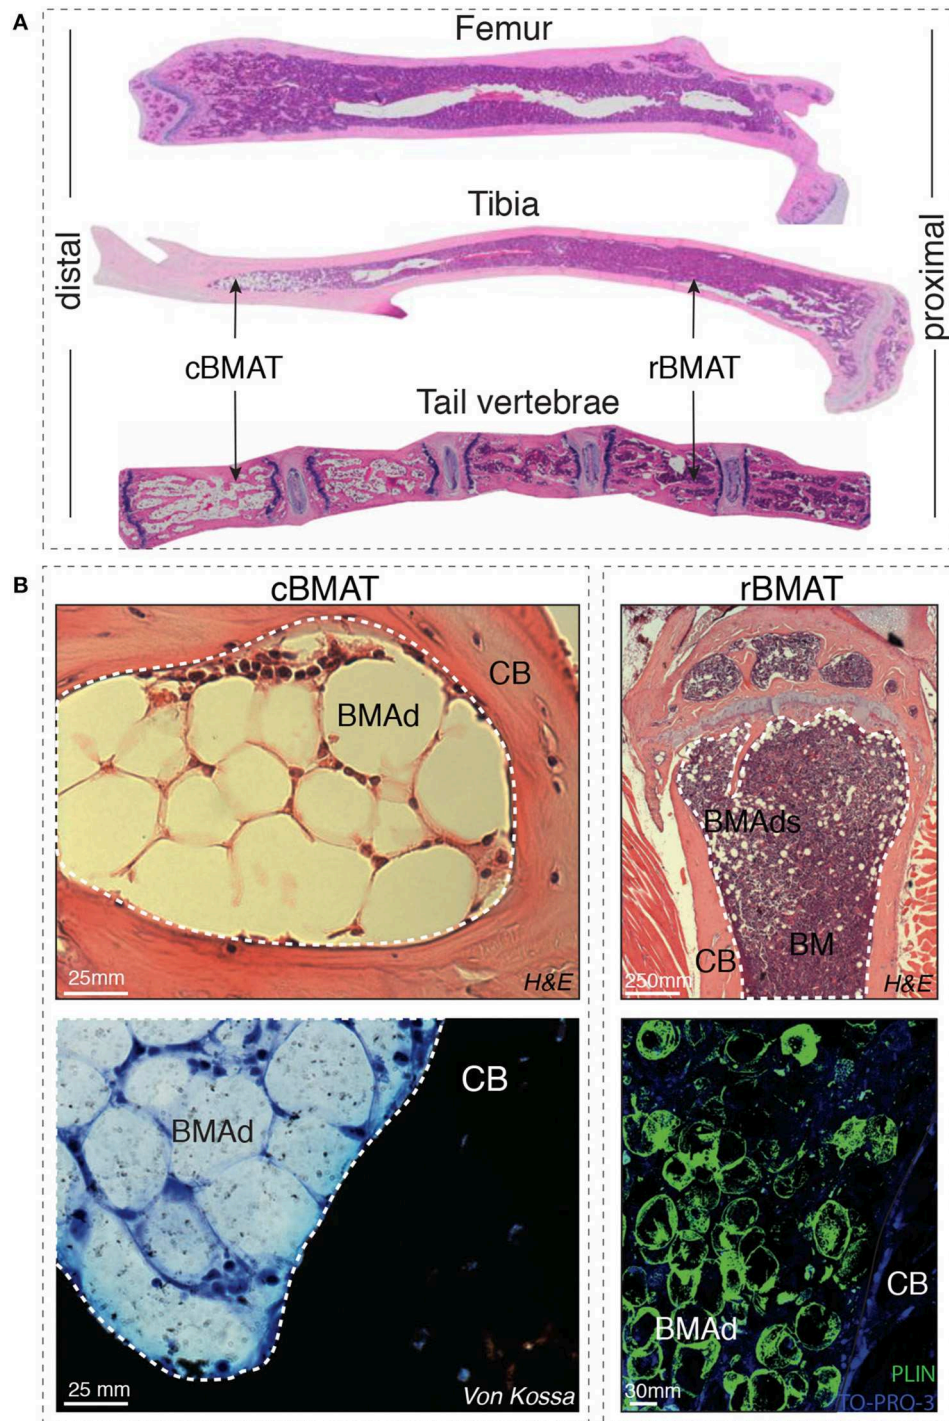 A
Femur
distal
proximal
Tibia
cBMAT
rBMAT
Tail vertebrae
B
cBMAT
rBMAT
CB
BMAd
25mm
H&E
BMAds
CB
BM
250mm
H&E
CB
BMAd
25 mm
Von Kossa
CB
BMAd
PLIN
30mm
TO-PRO-3